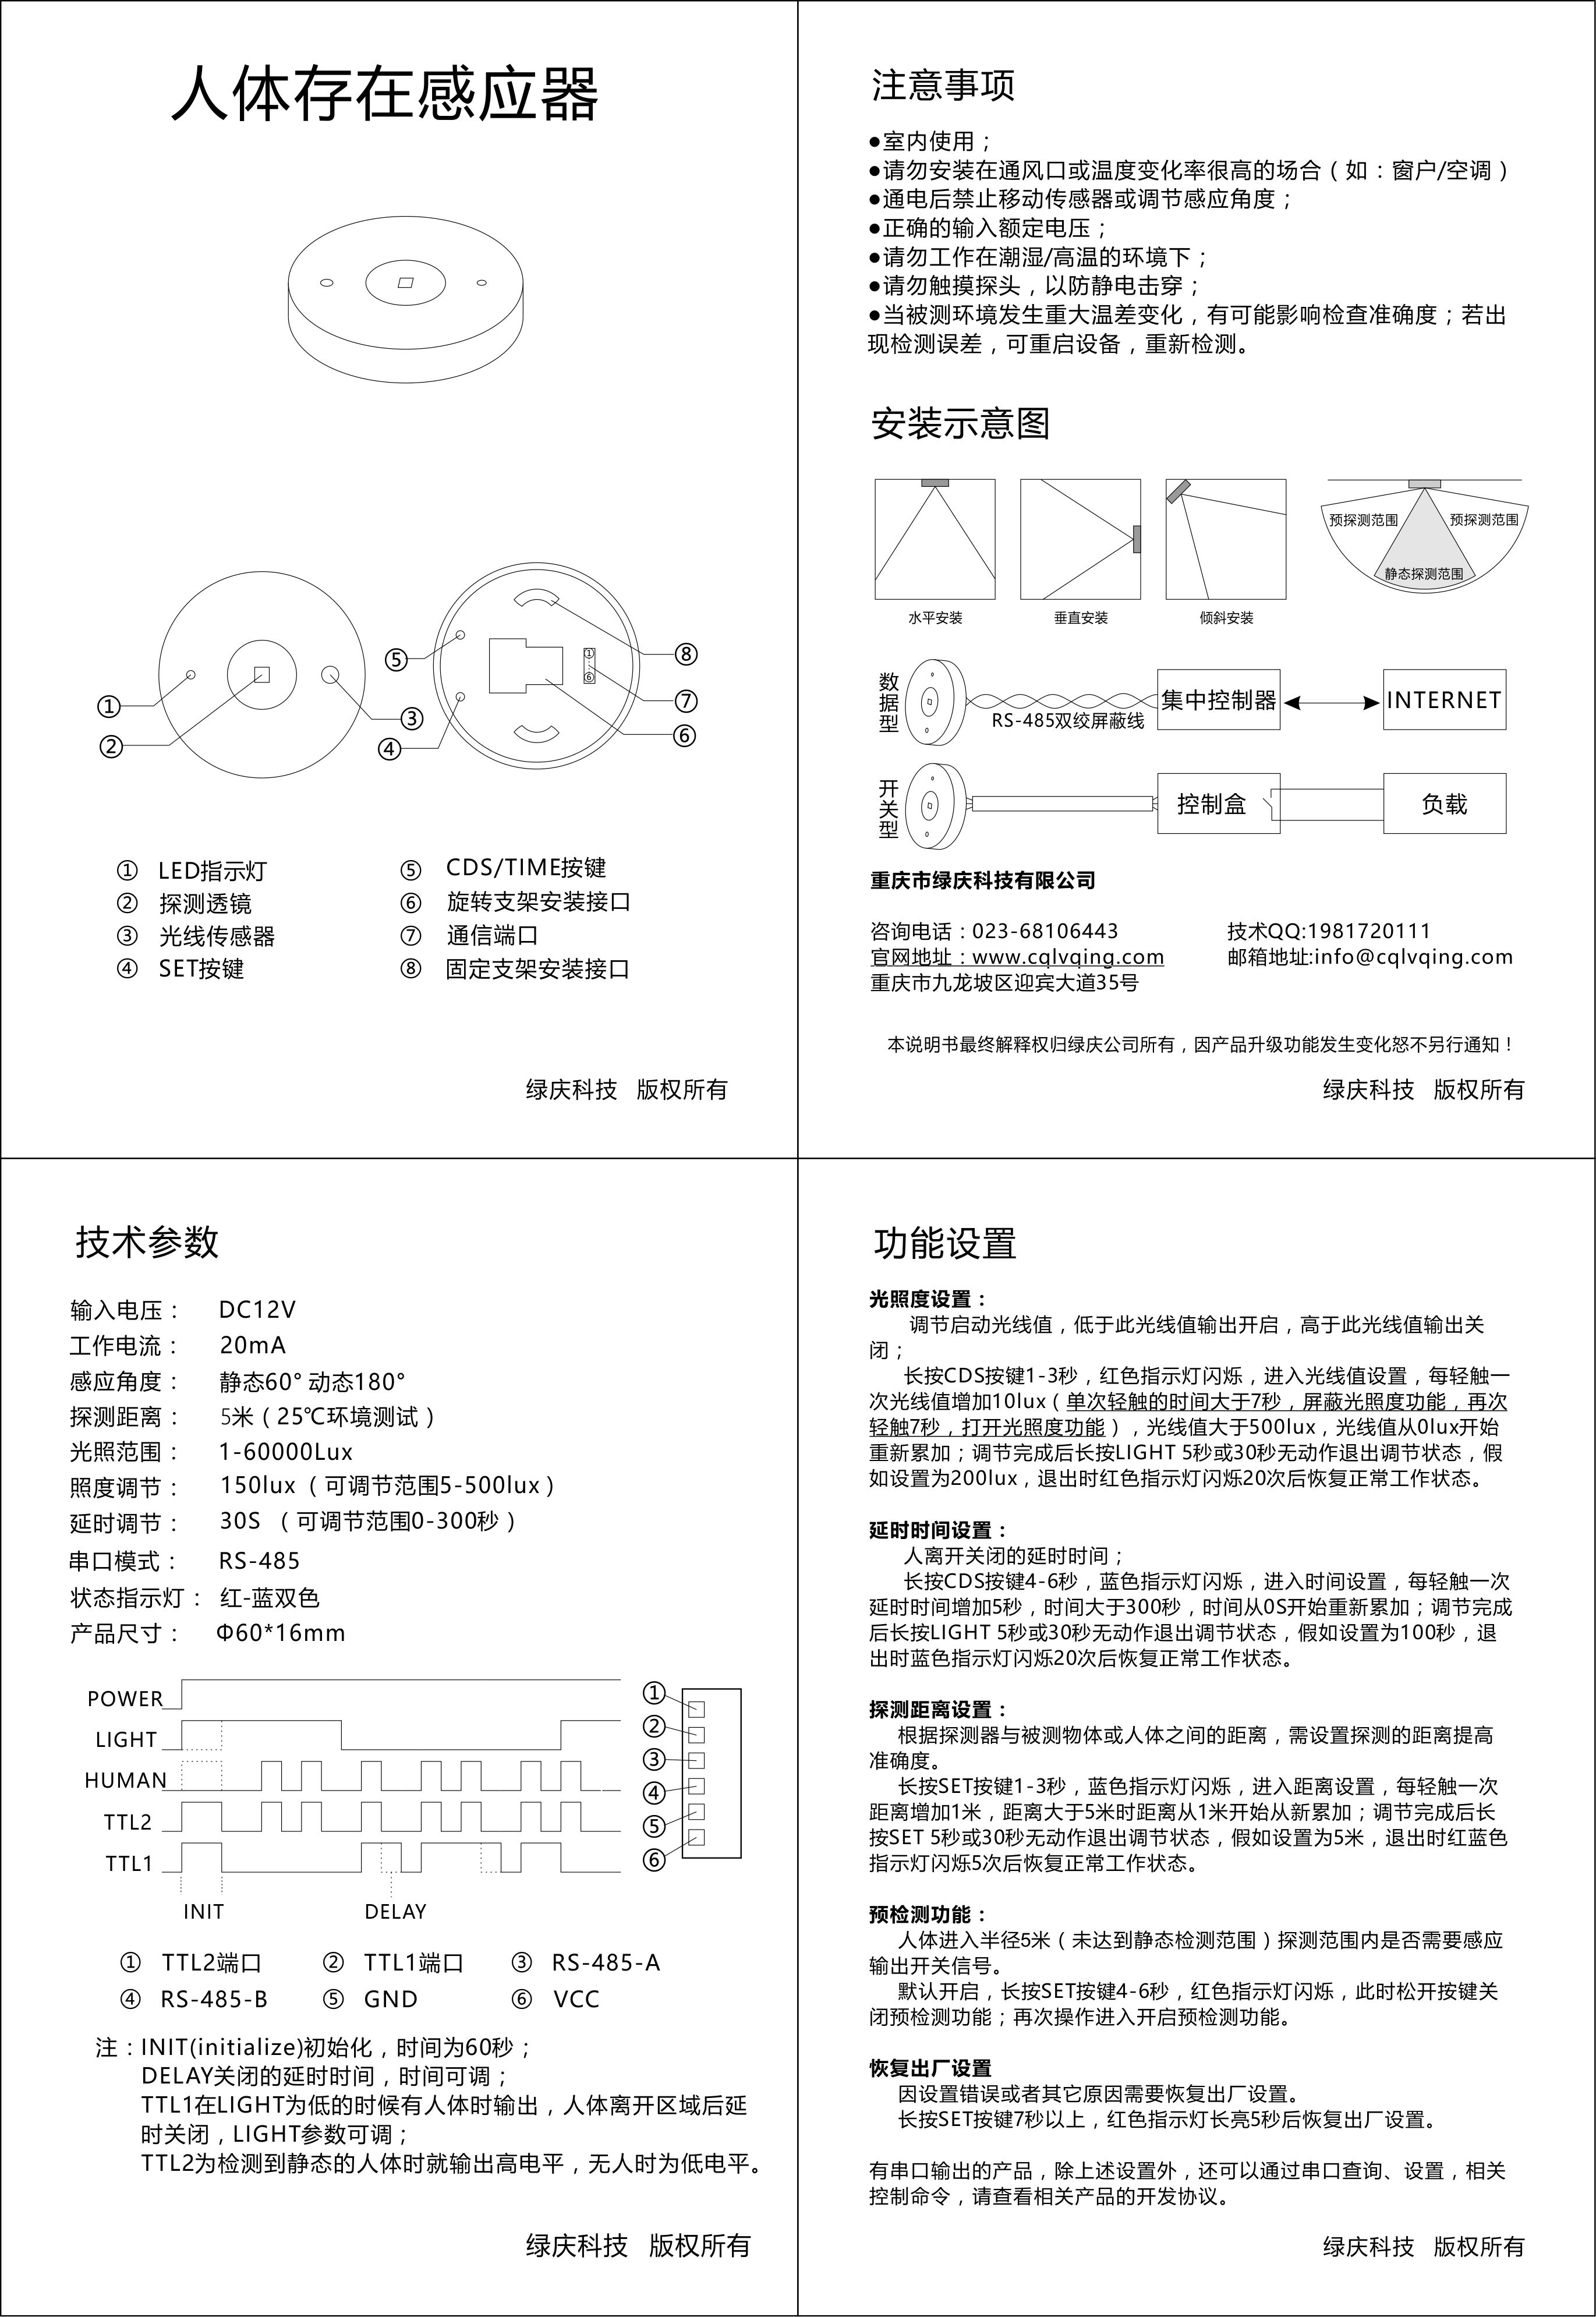 人体存在感应器
①
②
③
④
⑤
⑧
⑦
⑥
①
⑥
① LED指示灯
② 探测透镜
③ 光线传感器
④ SET按键
⑤ CDS/TIME按键
⑥ 旋转支架安装接口
⑦ 通信端口
⑧ 固定支架安装接口
绿庆科技 版权所有
注意事项
●室内使用；
●请勿安装在通风口或温度变化率很高的场合（如：窗户/空调）
●通电后禁止移动传感器或调节感应角度；
●正确的输入额定电压；
●请勿工作在潮湿/高温的环境下；
●请勿触摸探头，以防静电击穿；
●当被测环境发生重大温差变化，有可能影响检查准确度；若出
现检测误差，可重启设备，重新检测。
安装示意图
水平安装
垂直安装
倾斜安装
预探测范围
预探测范围
静态探测范围
数据型
RS-485双绞屏蔽线
集中控制器
INTERNET
开关型
控制盒
负载
重庆市绿庆科技有限公司
咨询电话：023-68106443 技术QQ:1981720111
官网地址：www.cqlvqing.com 邮箱地址:info@cqlvqing.com
重庆市九龙坡区迎宾大道35号
本说明书最终解释权归绿庆公司所有，因产品升级功能发生变化怒不另行通知！
绿庆科技 版权所有
技术参数
输入电压： DC12V
工作电流： 20mA
感应角度： 静态60° 动态180°
探测距离： 5米（25℃环境测试）
光照范围： 1-60000Lux
照度调节： 150lux（可调节范围5-500lux）
延时调节： 30S （可调节范围0-300秒）
串口模式： RS-485
状态指示灯： 红-蓝双色
产品尺寸： Φ60*16mm
POWER
LIGHT
HUMAN
TTL2
TTL1
INIT
DELAY
①
②
③
④
⑤
⑥
① TTL2端口 ② TTL1端口 ③ RS-485-A
④ RS-485-B ⑤ GND ⑥ VCC
注：INIT(initialize)初始化，时间为60秒；
DELAY关闭的延时时间，时间可调；
TTL1在LIGHT为低的时候有人体时输出，人体离开区域后延
时关闭，LIGHT参数可调；
TTL2为检测到静态的人体时就输出高电平，无人时为低电平。
绿庆科技 版权所有
功能设置
光照度设置：
调节启动光线值，低于此光线值输出开启，高于此光线值输出关
闭；
长按CDS按键1-3秒，红色指示灯闪烁，进入光线值设置，每轻触一
次光线值增加10lux（单次轻触的时间大于7秒，屏蔽光照度功能，再次
轻触7秒，打开光照度功能），光线值大于500lux，光线值从0lux开始
重新累加；调节完成后长按LIGHT 5秒或30秒无动作退出调节状态，假
如设置为200lux，退出时红色指示灯闪烁20次后恢复正常工作状态。
延时时间设置：
人离开关闭的延时时间；
长按CDS按键4-6秒，蓝色指示灯闪烁，进入时间设置，每轻触一次
延时时间增加5秒，时间大于300秒，时间从0S开始重新累加；调节完成
后长按LIGHT 5秒或30秒无动作退出调节状态，假如设置为100秒，退
出时蓝色指示灯闪烁20次后恢复正常工作状态。
探测距离设置：
根据探测器与被测物体或人体之间的距离，需设置探测的距离提高
准确度。
长按SET按键1-3秒，蓝色指示灯闪烁，进入距离设置，每轻触一次
距离增加1米，距离大于5米时距离从1米开始从新累加；调节完成后长
按SET 5秒或30秒无动作退出调节状态，假如设置为5米，退出时红蓝色
指示灯闪烁5次后恢复正常工作状态。
预检测功能：
人体进入半径5米（未达到静态检测范围）探测范围内是否需要感应
输出开关信号。
默认开启，长按SET按键4-6秒，红色指示灯闪烁，此时松开按键关
闭预检测功能；再次操作进入开启预检测功能。
恢复出厂设置
因设置错误或者其它原因需要恢复出厂设置。
长按SET按键7秒以上，红色指示灯长亮5秒后恢复出厂设置。
有串口输出的产品，除上述设置外，还可以通过串口查询、设置，相关
控制命令，请查看相关产品的开发协议。
绿庆科技 版权所有